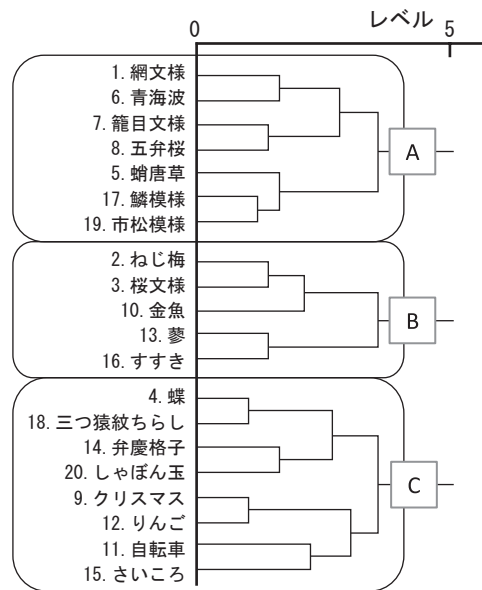 レベル
0 5
1. 網文様
6. 青海波
7. 籠目文様
8. 五弁桜
5. 蛸唐草
17. 鱗模様
19. 市松模様
A
2. ねじ梅
3. 桜文様
10. 金魚
13. 蓼
16. すすき
B
4. 蝶
18. 三つ猿紋ちらし
14. 弁慶格子
20. しゃぼん玉
9. クリスマス
12. りんご
11. 自転車
15. さいころ
C